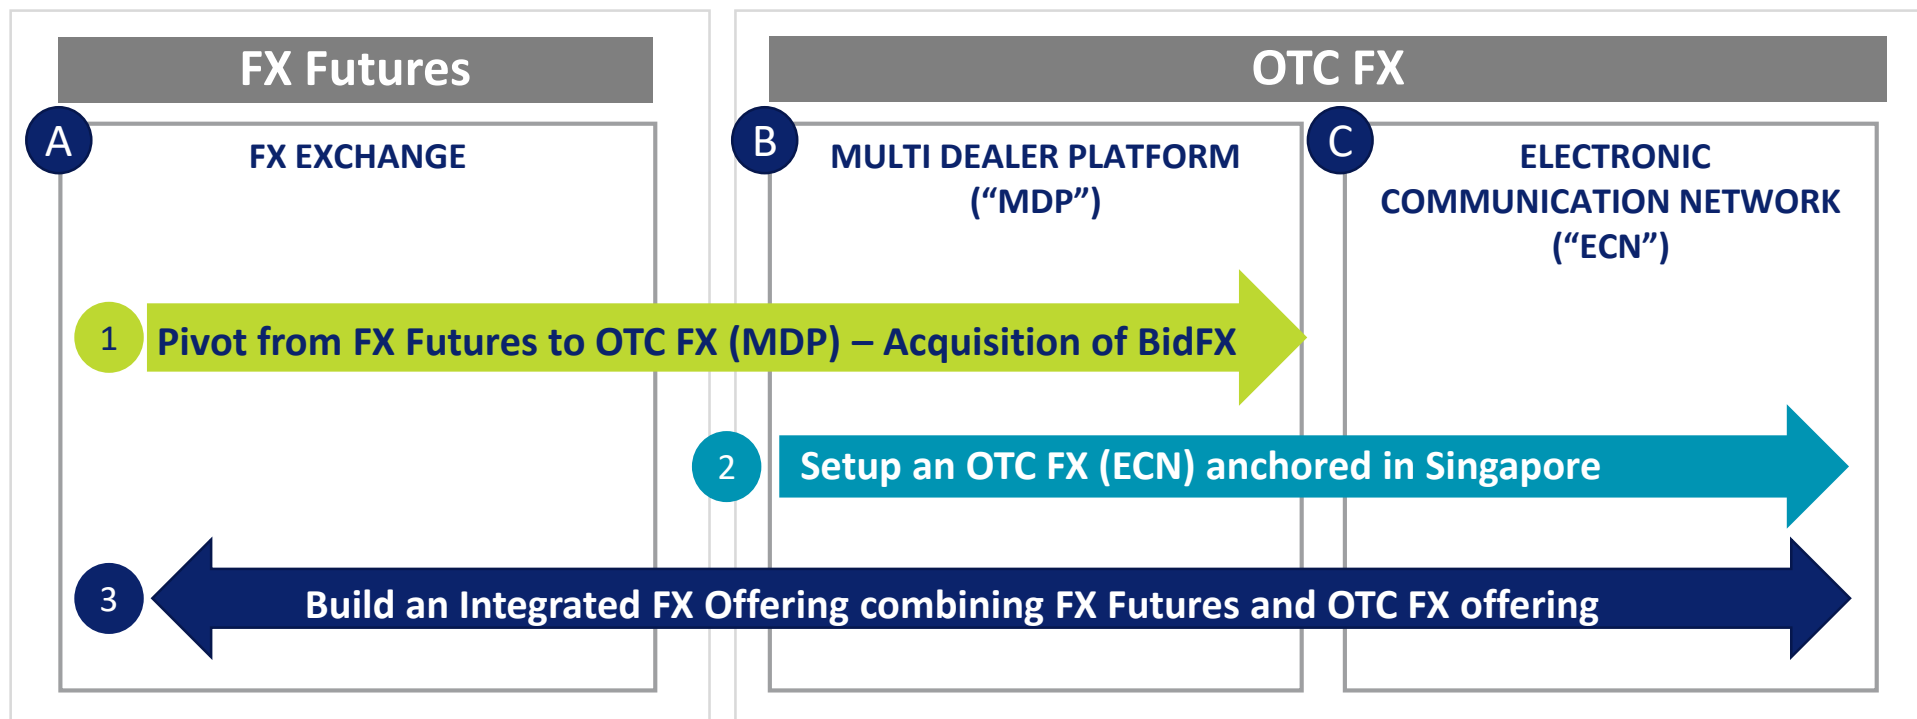 FX Futures
OTC FX
A
FX EXCHANGE
B
MULTI DEALER PLATFORM
(“MDP”)
C
ELECTRONIC
COMMUNICATION NETWORK
(“ECN”)
1
Pivot from FX Futures to OTC FX (MDP) – Acquisition of BidFX
2
Setup an OTC FX (ECN) anchored in Singapore
3
Build an Integrated FX Offering combining FX Futures and OTC FX offering